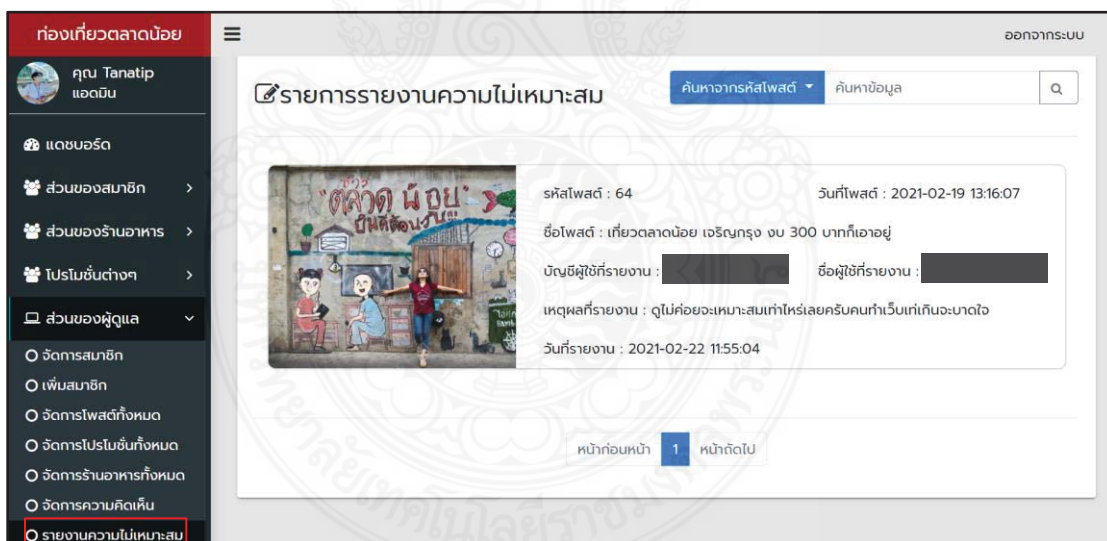 ท่องเที่ยวตลาดน้อย
ออกจากระบบ
คุณ Tanatip
แอดมิน
แดชบอร์ด
ส่วนของสมาชิก
ส่วนของร้านอาหาร
โปรโมชั่นต่างๆ
ส่วนของผู้ดูแล
จัดการสมาชิก
เพิ่มสมาชิก
จัดการโพสต์ทั้งหมด
จัดการโปรโมชั่นทั้งหมด
จัดการร้านอาหารทั้งหมด
จัดการความคิดเห็น
รายงานความไม่เหมาะสม
รายการรายงานความไม่เหมาะสม
ค้นหาจากรหัสโพสต์ ค้นหาข้อมูล
ตลาดน้อย
รหัสโพสต์ : 64 วันที่โพสต์ : 2021-02-19 13:16:07
ชื่อโพสต์ : เที่ยวตลาดน้อย เจริญกรุง งบ 300 บาทก็เอาอยู่
บัญชีผู้ใช้ที่รายงาน : ชื่อผู้ใช้ที่รายงาน :
เหตุผลที่รายงาน : ดูไม่ค่อยจะเหมาะสมเท่าไหร่เลยครับคนทำเว็บเท่เกินจะบาดใจ
วันที่รายงาน : 2021-02-22 11:55:04
หน้าก่อนหน้า 1 หน้าถัดไป